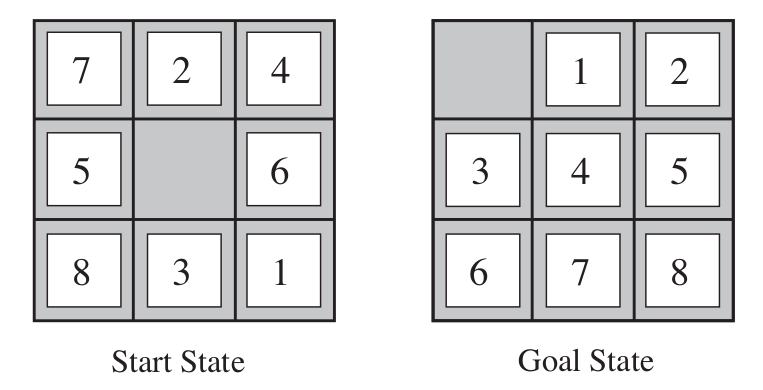 7 2 4
5 6
8 3 1
Start State
1 2
3 4 5
6 7 8
Goal State